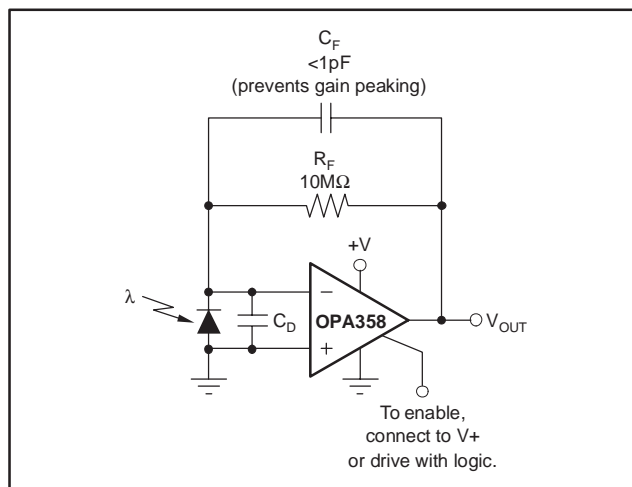 C_F
<1pF
(prevents gain peaking)
R_F
10MΩ
+V
λ
−
C_D
OPA358
+
V_OUT
To enable,
connect to V+
or drive with logic.